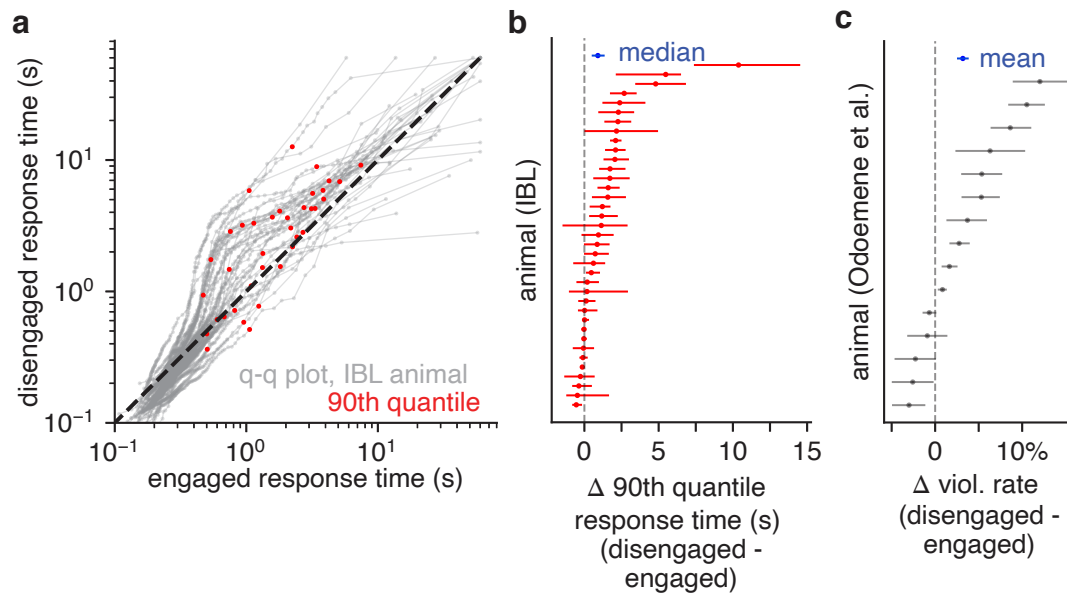 a
disengaged response time (s)
10¹
10⁰
10⁻¹
q-q plot, IBL animal
90th quantile
10⁻¹ 10⁰ 10¹
engaged response time (s)
b
median
animal (IBL)
0 5 10 15
Δ 90th quantile
response time (s)
(disengaged -
engaged)
c
mean
animal (Odoemene et al.)
0 10%
Δ viol. rate
(disengaged -
engaged)